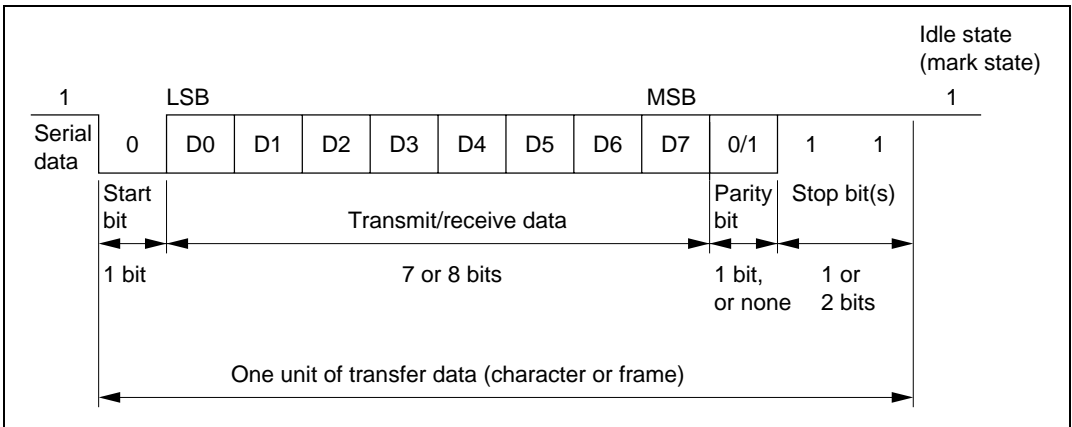 Idle state
(mark state)
1 LSB MSB 1
Serial
data
0 D0 D1 D2 D3 D4 D5 D6 D7 0/1 1 1
Start
bit
Transmit/receive data
Parity
bit
Stop bit(s)
1 bit
7 or 8 bits
1 bit,
or none
1 or
2 bits
One unit of transfer data (character or frame)